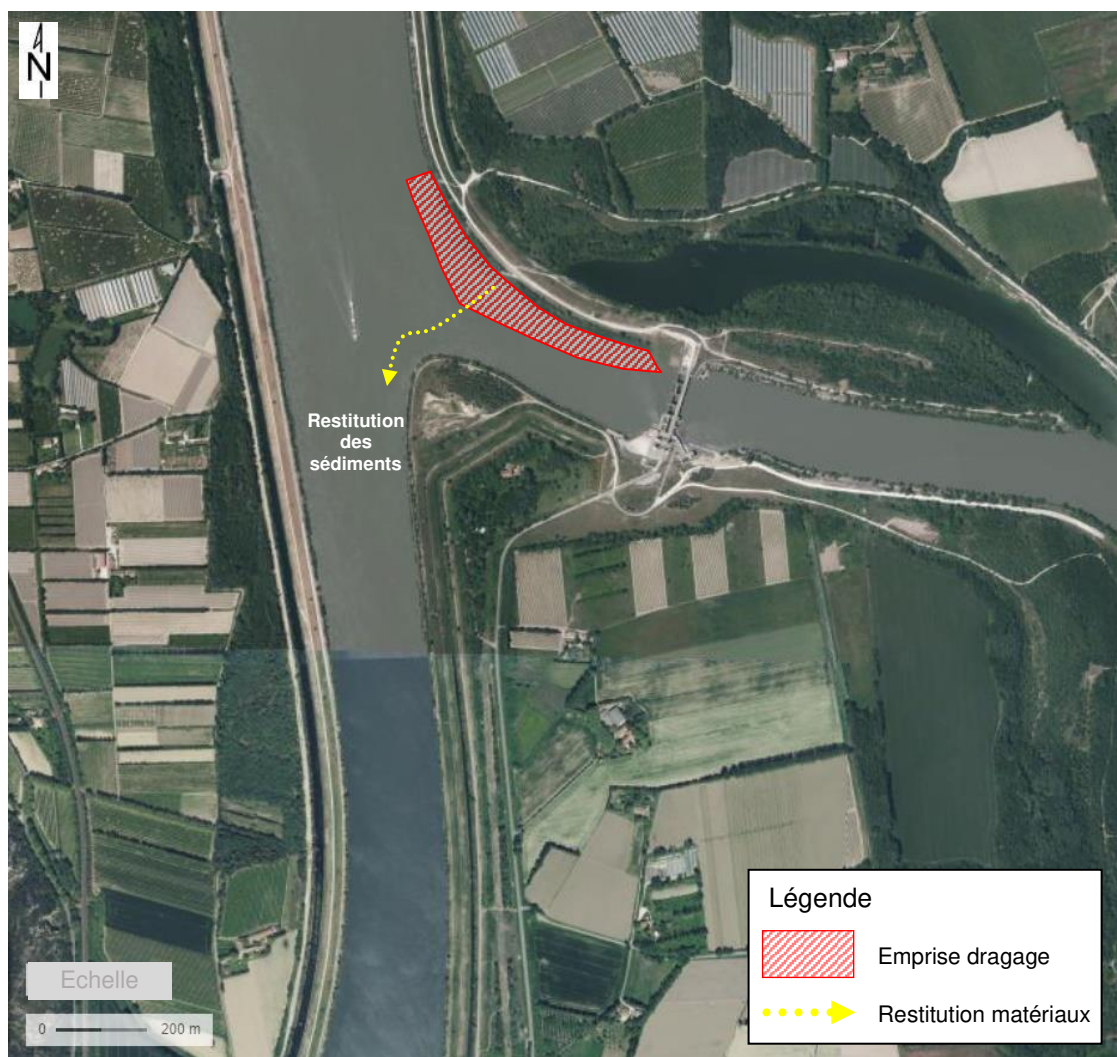 N
Restitution
des
sédiments
Légende
Emprise dragage
Restitution matériaux
Echelle
0 200 m